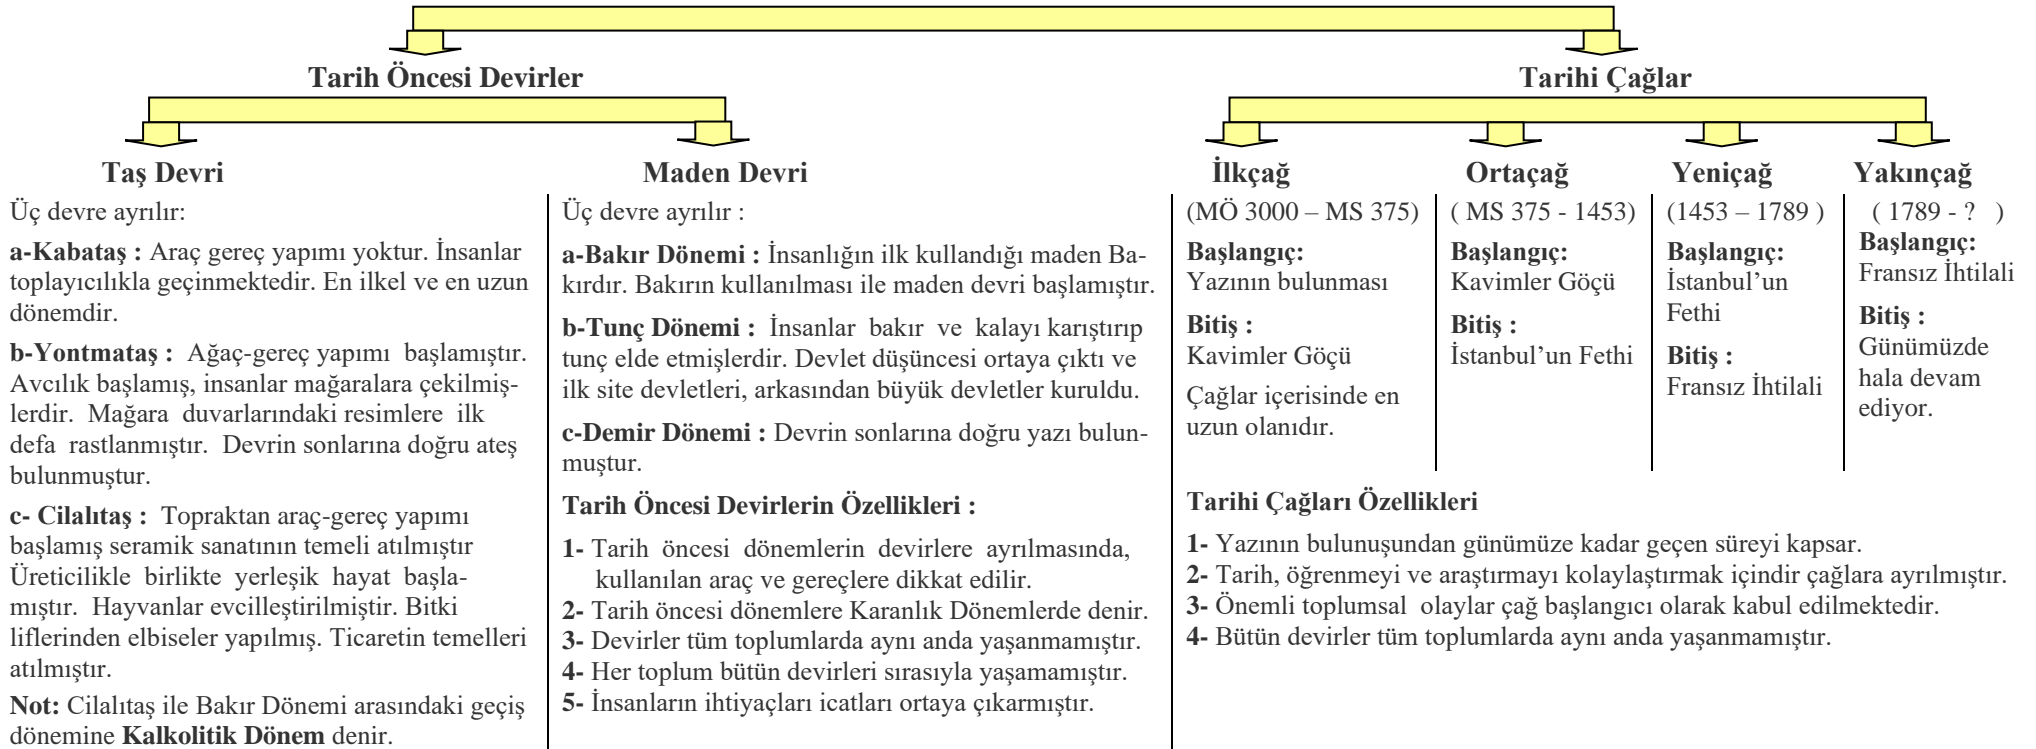 Tarih Öncesi Devirler
Tarihi Çağlar
Taş Devri
Üç devre ayrılır:
a-Kabataş : Araç gereç yapımı yoktur. İnsanlar
toplayıcılıkla geçinmektedir. En ilkel ve en uzun
dönemdir.
b-Yontmataş : Ağaç-gereç yapımı başlamıştır.
Avcılık başlamış, insanlar mağaralara çekilmiş-
lerdir. Mağara duvarlarındaki resimlere ilk
defa rastlanmıştır. Devrin sonlarına doğru ateş
bulunmuştur.
c- Cilalıtaş : Topraktan araç-gereç yapımı
başlamış seramik sanatının temeli atılmıştır
Üreticilikle birlikte yerleşik hayat başla-
mıştır. Hayvanlar evcilleştirilmiştir. Bitki
liflerinden elbiseler yapılmış. Ticaretin temelleri
atılmıştır.
Not: Cilalıtaş ile Bakır Dönemi arasındaki geçiş
dönemine Kalkolitik Dönem denir.
Maden Devri
Üç devre ayrılır :
a-Bakır Dönemi : İnsanlığın ilk kullandığı maden Ba-
kırdır. Bakırın kullanılması ile maden devri başlamıştır.
b-Tunç Dönemi : İnsanlar bakır ve kalayı karıştırıp
tunç elde etmişlerdir. Devlet düşüncesi ortaya çıktı ve
ilk site devletleri, arkasından büyük devletler kuruldu.
c-Demir Dönemi : Devrin sonlarına doğru yazı bulun-
muştur.
Tarih Öncesi Devirlerin Özellikleri :
1- Tarih öncesi dönemlerin devirlere ayrılmasında,
kullanılan araç ve gereçlere dikkat edilir.
2- Tarih öncesi dönemlere Karanlık Dönemlerde denir.
3- Devirler tüm toplumlarda aynı anda yaşanmamıştır.
4- Her toplum bütün devirleri sırasıyla yaşamamıştır.
5- İnsanların ihtiyaçları icatları ortaya çıkarmıştır.
İlkçağ
(MÖ 3000 – MS 375)
Başlangıç:
Yazının bulunması
Bitiş :
Kavimler Göçü
Çağlar içerisinde en
uzun olanıdır.
Ortaçağ
( MS 375 - 1453)
Başlangıç:
Kavimler Göçü
Bitiş :
İstanbul’un Fethi
Yeniçağ
(1453 – 1789 )
Başlangıç:
İstanbul’un
Fethi
Bitiş :
Fransız İhtilali
Yakınçağ
( 1789 - ? )
Başlangıç:
Fransız İhtilali
Bitiş :
Günümüzde
hala devam
ediyor.
Tarihi Çağları Özellikleri
1- Yazının bulunuşundan günümüze kadar geçen süreyi kapsar.
2- Tarih, öğrenmeyi ve araştırmayı kolaylaştırmak içindir çağlara ayrılmıştır.
3- Önemli toplumsal olaylar çağ başlangıcı olarak kabul edilmektedir.
4- Bütün devirler tüm toplumlarda aynı anda yaşanmamıştır.